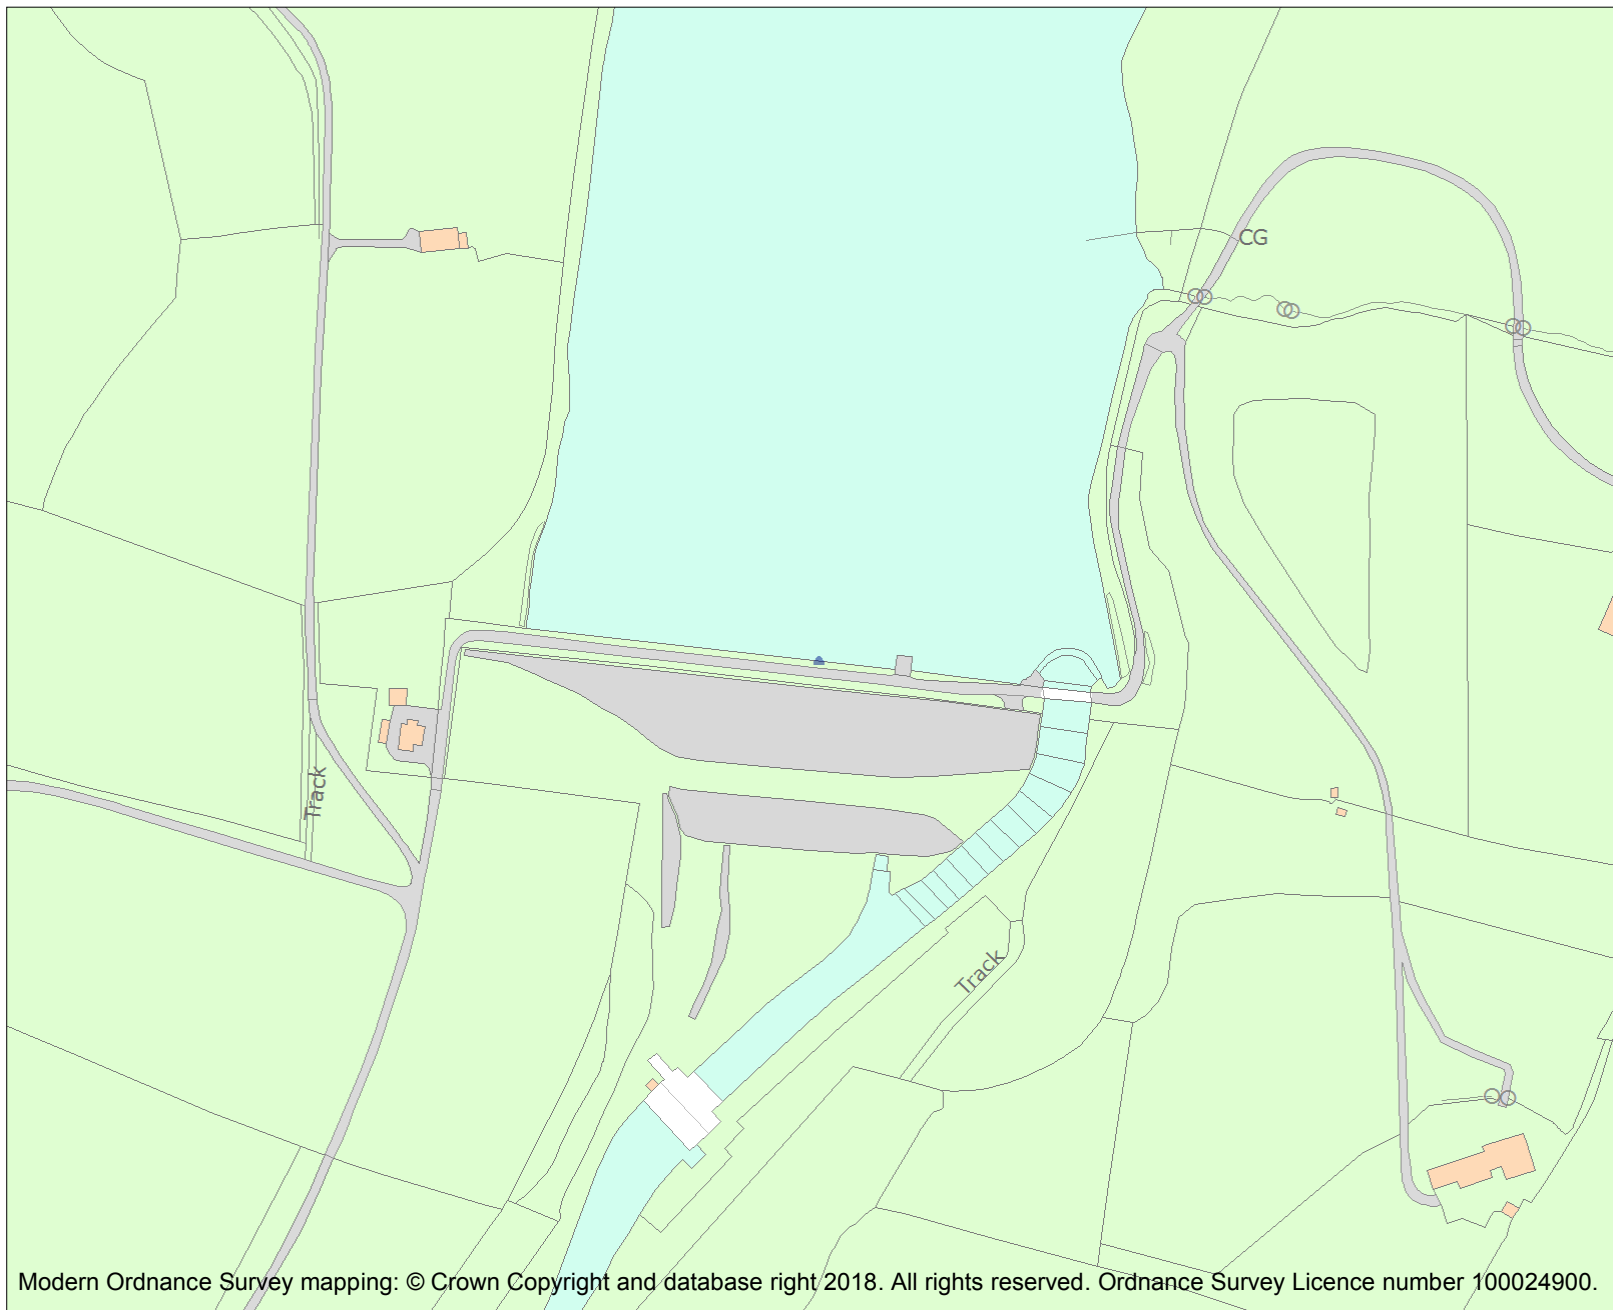 CG
Track
Track
Modern Ordnance Survey mapping: © Crown Copyright and database right 2018. All rights reserved. Ordnance Survey Licence number 100024900.